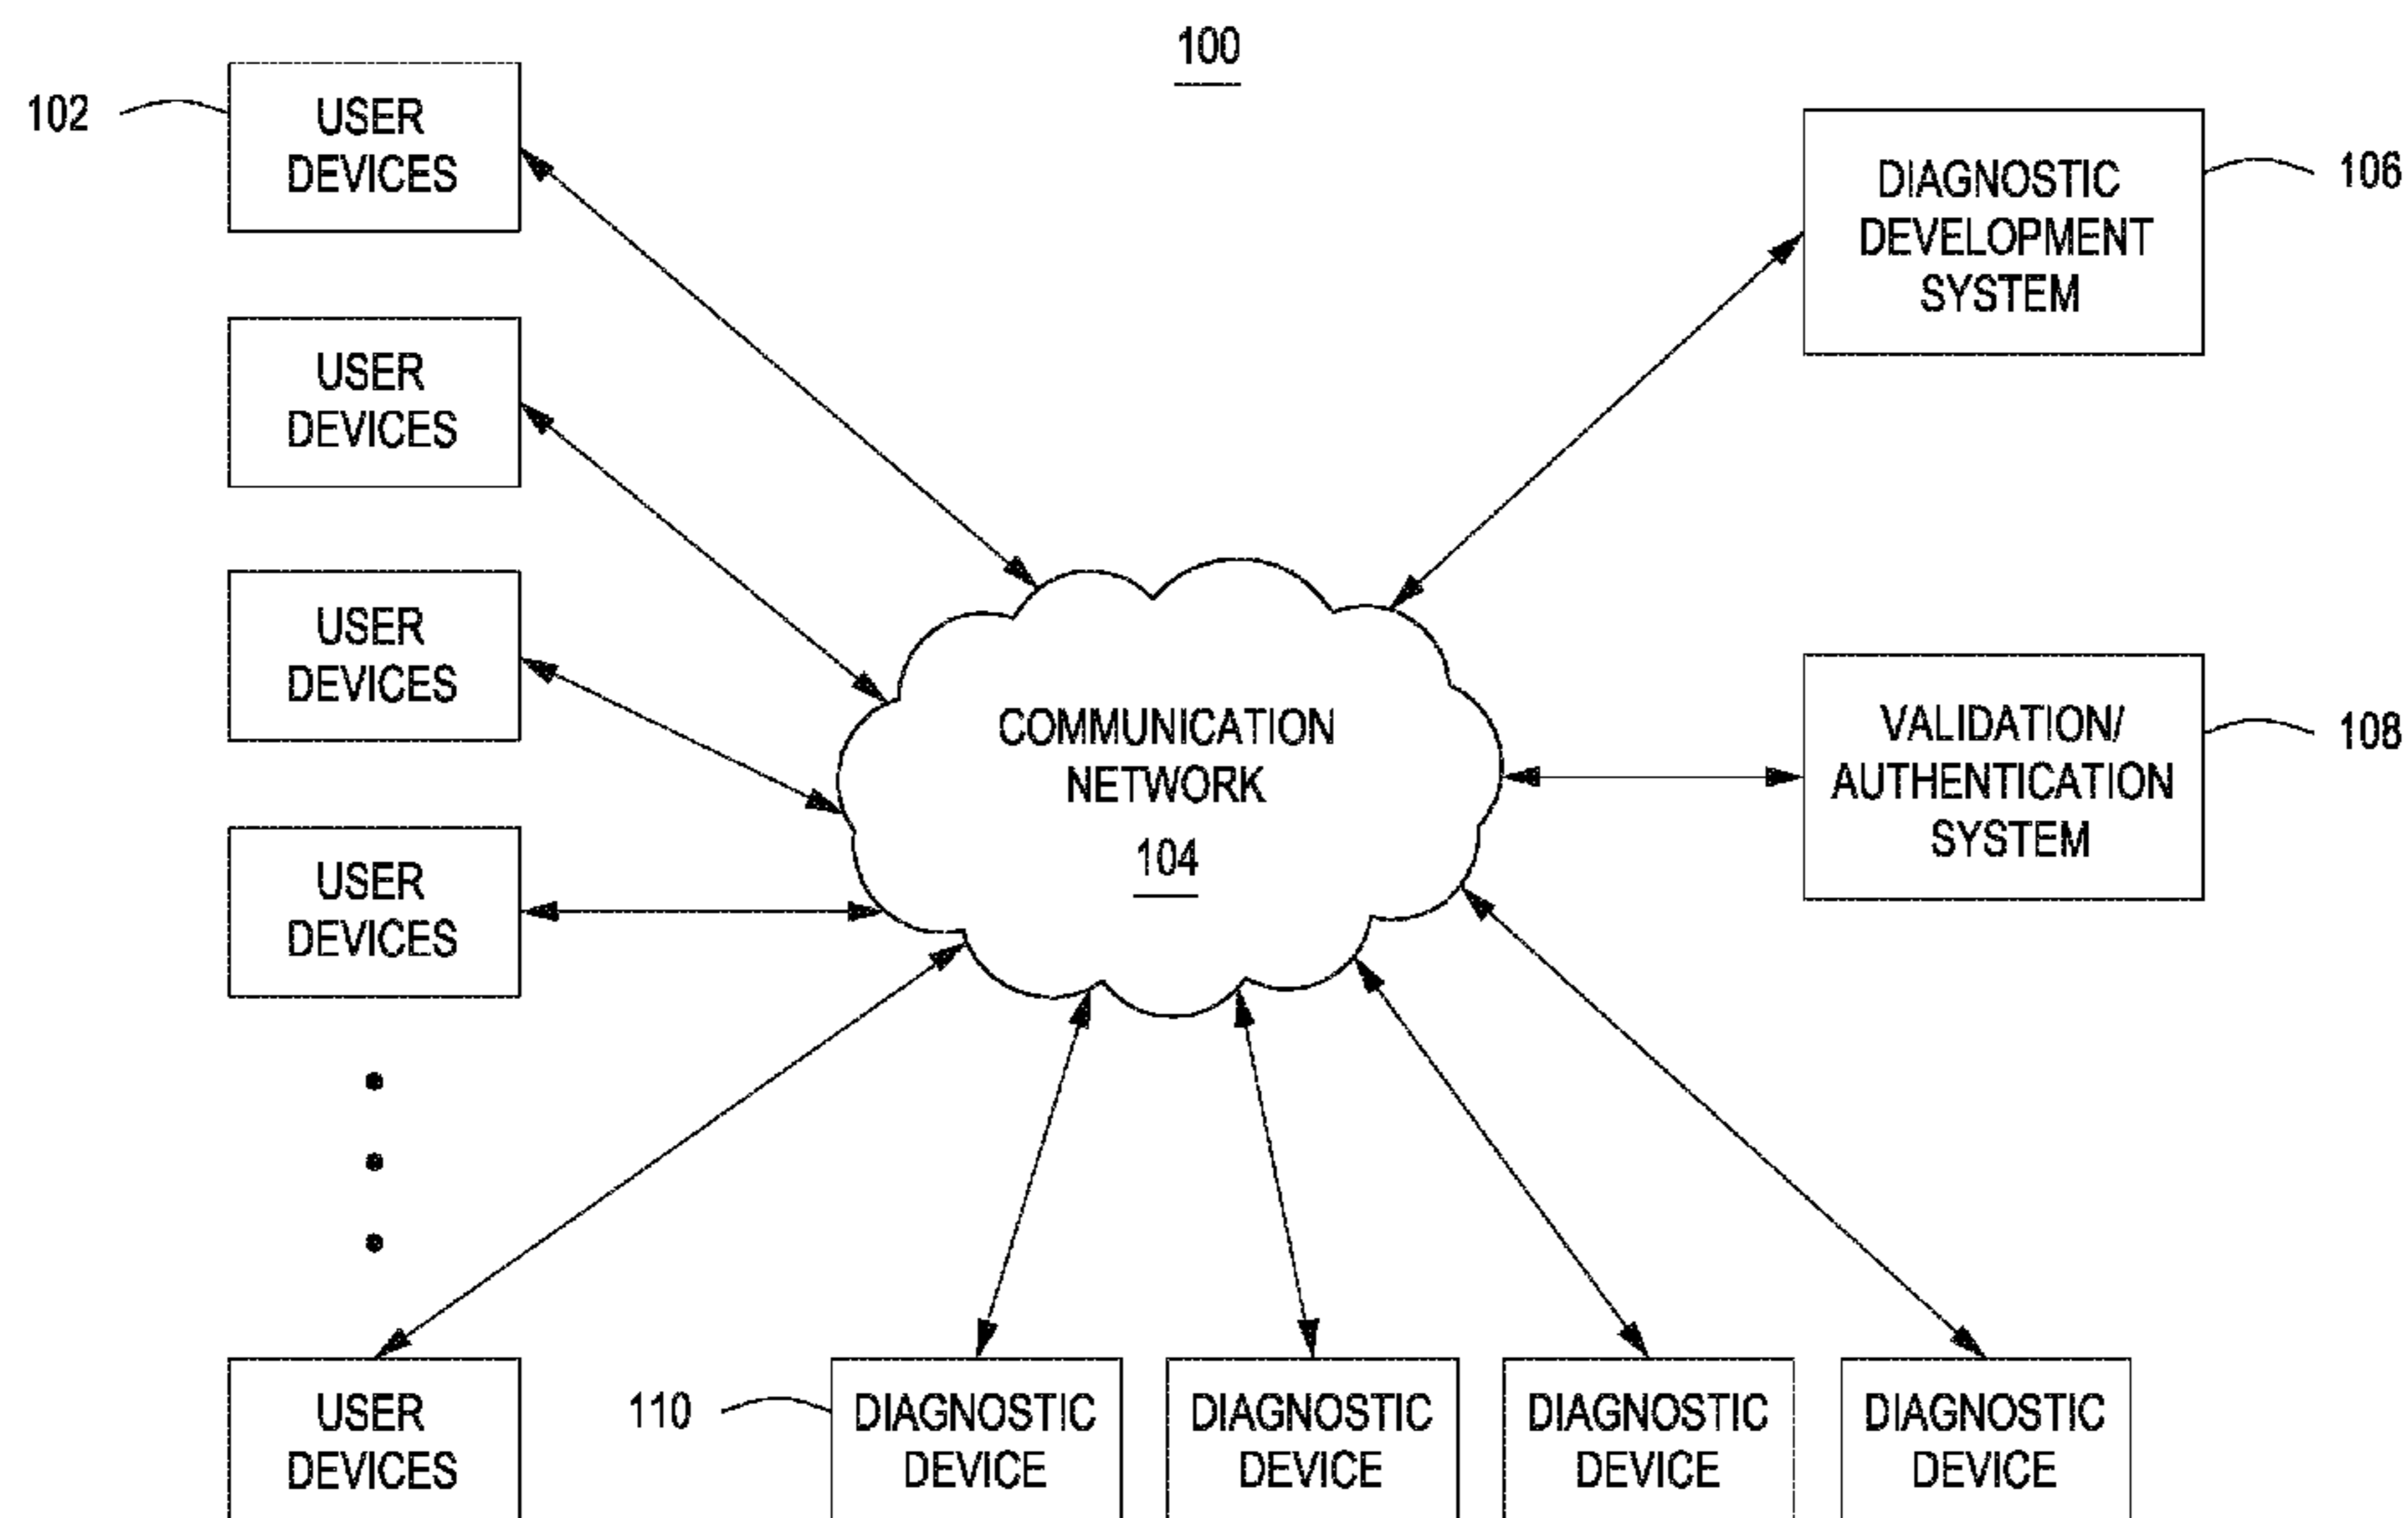 100
102
USER
DEVICES
DIAGNOSTIC
DEVELOPMENT
SYSTEM
106
USER
DEVICES
USER
DEVICES
COMMUNICATION
NETWORK
104
VALIDATION/
AUTHENTICATION
SYSTEM
108
USER
DEVICES
USER
DEVICES
110
DIAGNOSTIC
DEVICE
DIAGNOSTIC
DEVICE
DIAGNOSTIC
DEVICE
DIAGNOSTIC
DEVICE